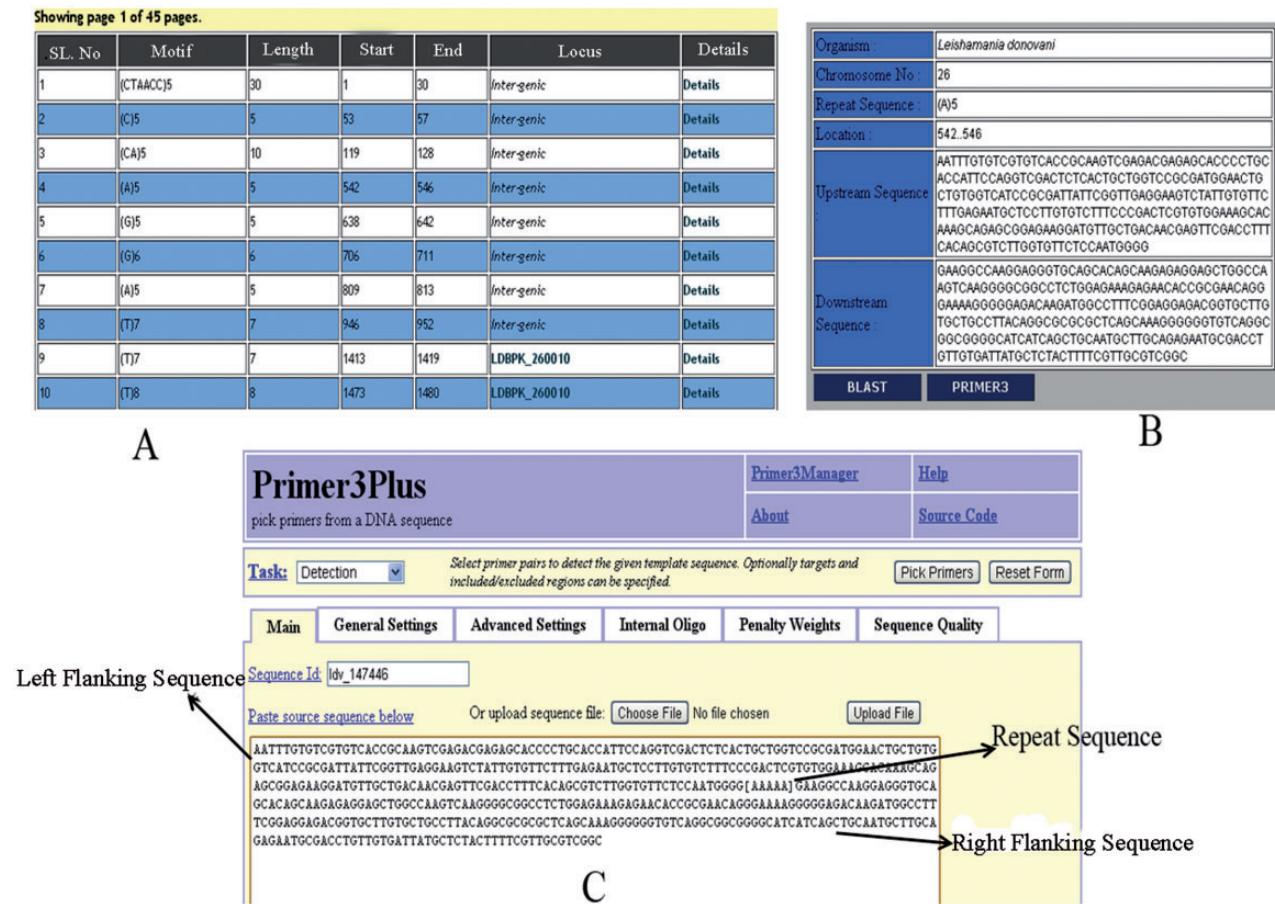 Showing page 1 of 45 pages.
SL. No Motif Length Start End Locus Details
1 (CTAACC)5 30 1 30 Inter-genic Details
2 (C)5 5 53 57 Inter-genic Details
3 (CA)5 10 119 128 Inter-genic Details
4 (A)5 5 542 546 Inter-genic Details
5 (G)5 5 638 642 Inter-genic Details
6 (G)6 6 706 711 Inter-genic Details
7 (A)5 5 809 813 Inter-genic Details
8 (T)7 7 946 952 Inter-genic Details
9 (T)7 7 1413 1419 LDBPK_260010 Details
10 (T)8 8 1473 1480 LDBPK_260010 Details
A
Organism : Leishamania donovani
Chromosome No : 26
Repeat Sequence : (A)5
Location : 542..546
Upstream Sequence :
AATTTGTGTCGTGTCACCGCAAGTCGAGACGAGAGCACCCCTGC
ACCATTCCAGGTCGACTCTCACTGCTGGTCCGCGATGGAACTG
CTGTGGTCATCCGCGATTATTCGGTTGAGGAAGTCTATTGTGTTC
TTTGAGAATGCTCCTTGTGTCTTTCCCGACTCGTGTGGAAAGCAC
AAAGCAGAGCGGAGAAGGATGTTGCTGACAACGAGTTCGACCTTT
CACAGCGTCTTGGTGTTCTCCAATGGGG
Downstream Sequence :
GAAGGCCAAGGAGGGTGCAGCACAGCAAGAGAGGAGCTGGCCA
AGTCAAGGGGCGGCCTCTGGAGAAAGAGAACACCGCGAACAGG
GAAAAGGGGGAGACAAGATGGCCTTTCGGAGGAGACGGTGCTTG
TGCTGCCTTACAGGCGCGCGCTCAGCAAAGGGGGGTGTCAGGC
GGCGGGGCATCATCAGCTGCAATGCTTGCAGAGAATGCGACCT
GTTGTGATTATGCTCTACTTTTCGTTGCGTCGGC
BLAST PRIMER3
B
Primer3Plus
pick primers from a DNA sequence
Primer3Manager Help
About Source Code
Task: Detection
Select primer pairs to detect the given template sequence. Optionally targets and
included/excluded regions can be specified.
Pick Primers Reset Form
Main General Settings Advanced Settings Internal Oligo Penalty Weights Sequence Quality
Left Flanking Sequence
Sequence Id: ldv_147446
Paste source sequence below Or upload sequence file: Choose File No file chosen Upload File
AATTTGTGTCGTGTCACCGCAAGTCGAGACGAGAGCACCCCTGCACCATTCCAGGTCGACTCTCACTGCTGGTCCGCGATGGAACTGCTGTG
GTCATCCGCGATTATTCGGTTGAGGAAGTCTATTGTGTTCTTTGAGAATGCTCCTTGTGTCTTTCCCGACTCGTGTGGAAAGCACAAAGCAG
AGCGGAGAAGGATGTTGCTGACAACGAGTTCGACCTTTCACAGCGTCTTGGTGTTCTCCAATGGGG[AAAAA]GAAGGCCAAGGAGGGTGCA
GCACAGCAAGAGAGGAGCTGGCCAAGTCAAGGGGCGGCCTCTGGAGAAAGAGAACACCGCGAACAGGGAAAAGGGGGAGACAAGATGGCCTT
TCGGAGGAGACGGTGCTTGTGCTGCCTTACAGGCGCGCGCTCAGCAAAGGGGGGTGTCAGGCGGCGGGGCATCATCAGCTGCAATGCTTGCA
GAGAATGCGACCTGTTGTGATTATGCTCTACTTTTCGTTGCGTCGGC
Repeat Sequence
Right Flanking Sequence
C